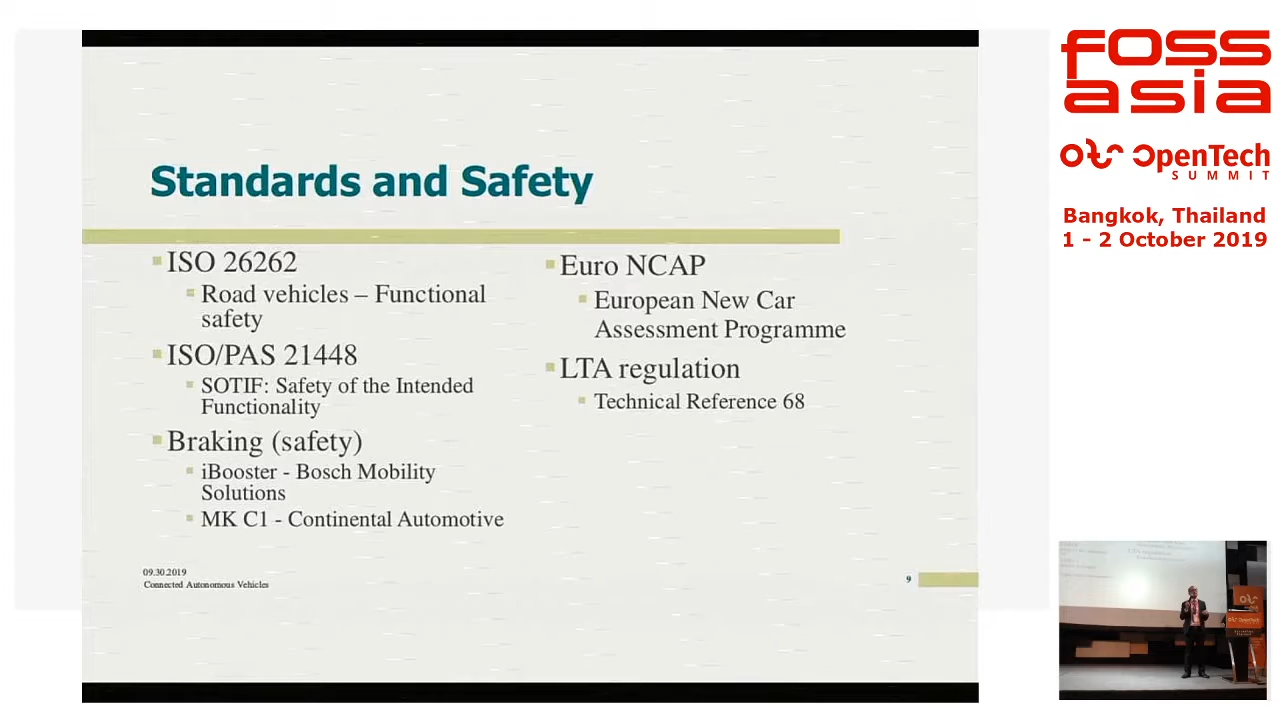 Standards and Safety
ISO 26262
Road vehicles – Functional
safety
ISO/PAS 21448
SOTIF: Safety of the Intended
Functionality
Braking (safety)
iBooster - Bosch Mobility
Solutions
MK C1 - Continental Automotive
Euro NCAP
European New Car
Assessment Programme
LTA regulation
Technical Reference 68
09.30.2019
Connected Autonomous Vehicles
9
FOSS
asia
OpenTech
SUMMIT
Bangkok, Thailand
1 - 2 October 2019
LTA regulation
OpenTech